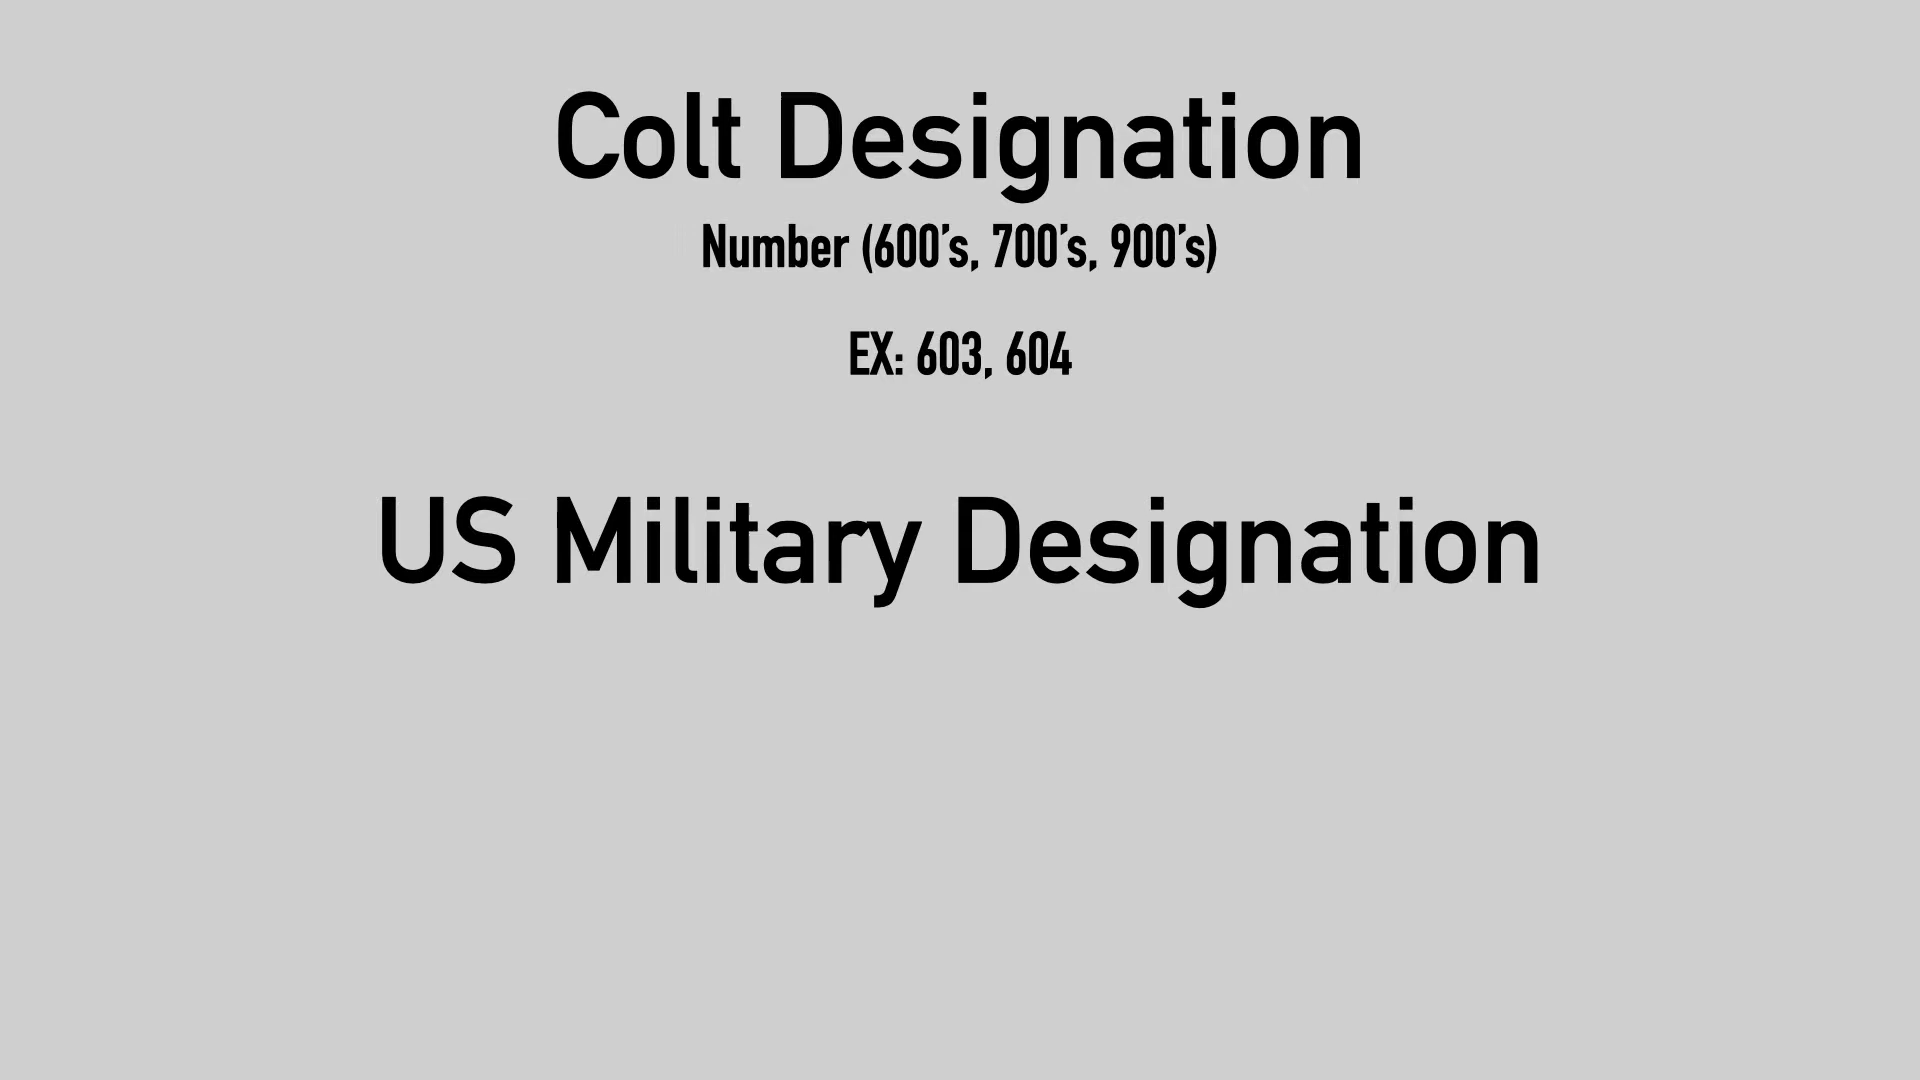 Colt Designation
Number (600’s, 700’s, 900’s)
EX: 603, 604
US Military Designation